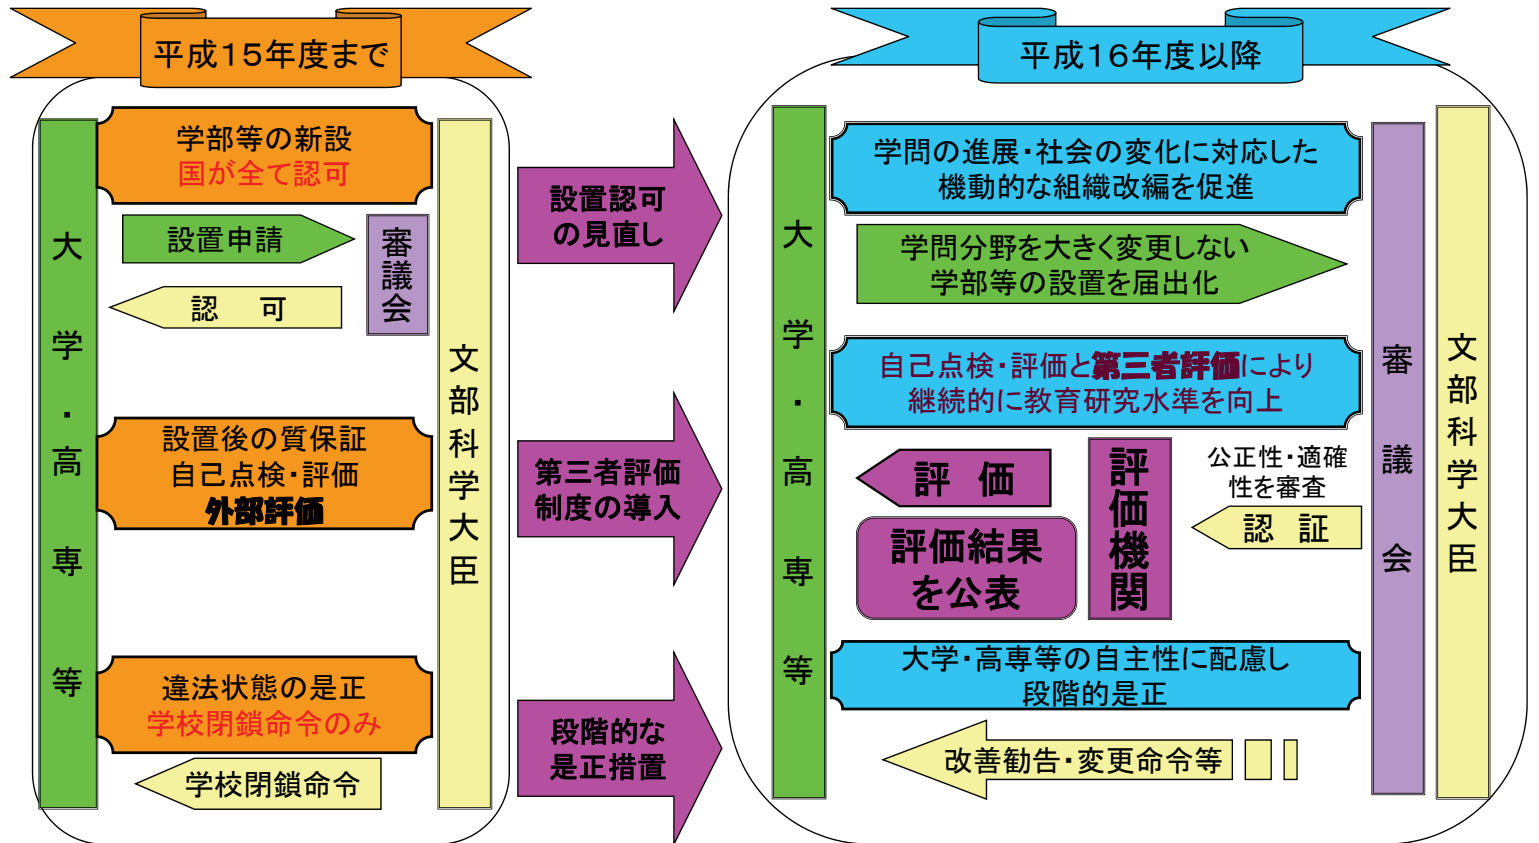 平成15年度まで
学部等の新設
国が全て認可
設置申請
認　可
審議会
大学・高専等
文部科学大臣
設置後の質保証
自己点検・評価
外部評価
違法状態の是正
学校閉鎖命令のみ
学校閉鎖命令
設置認可
の見直し
第三者評価
制度の導入
段階的な
是正措置
平成16年度以降
学問の進展・社会の変化に対応した
機動的な組織改編を促進
学問分野を大きく変更しない
学部等の設置を届出化
自己点検・評価と第三者評価により
継続的に教育研究水準を向上
評　価
評価結果
を公表
評価機関
公正性・適確
性を審査
認　証
大学・高専等の自主性に配慮し
段階的是正
改善勧告・変更命令等
大学・高専等
審議会
文部科学大臣